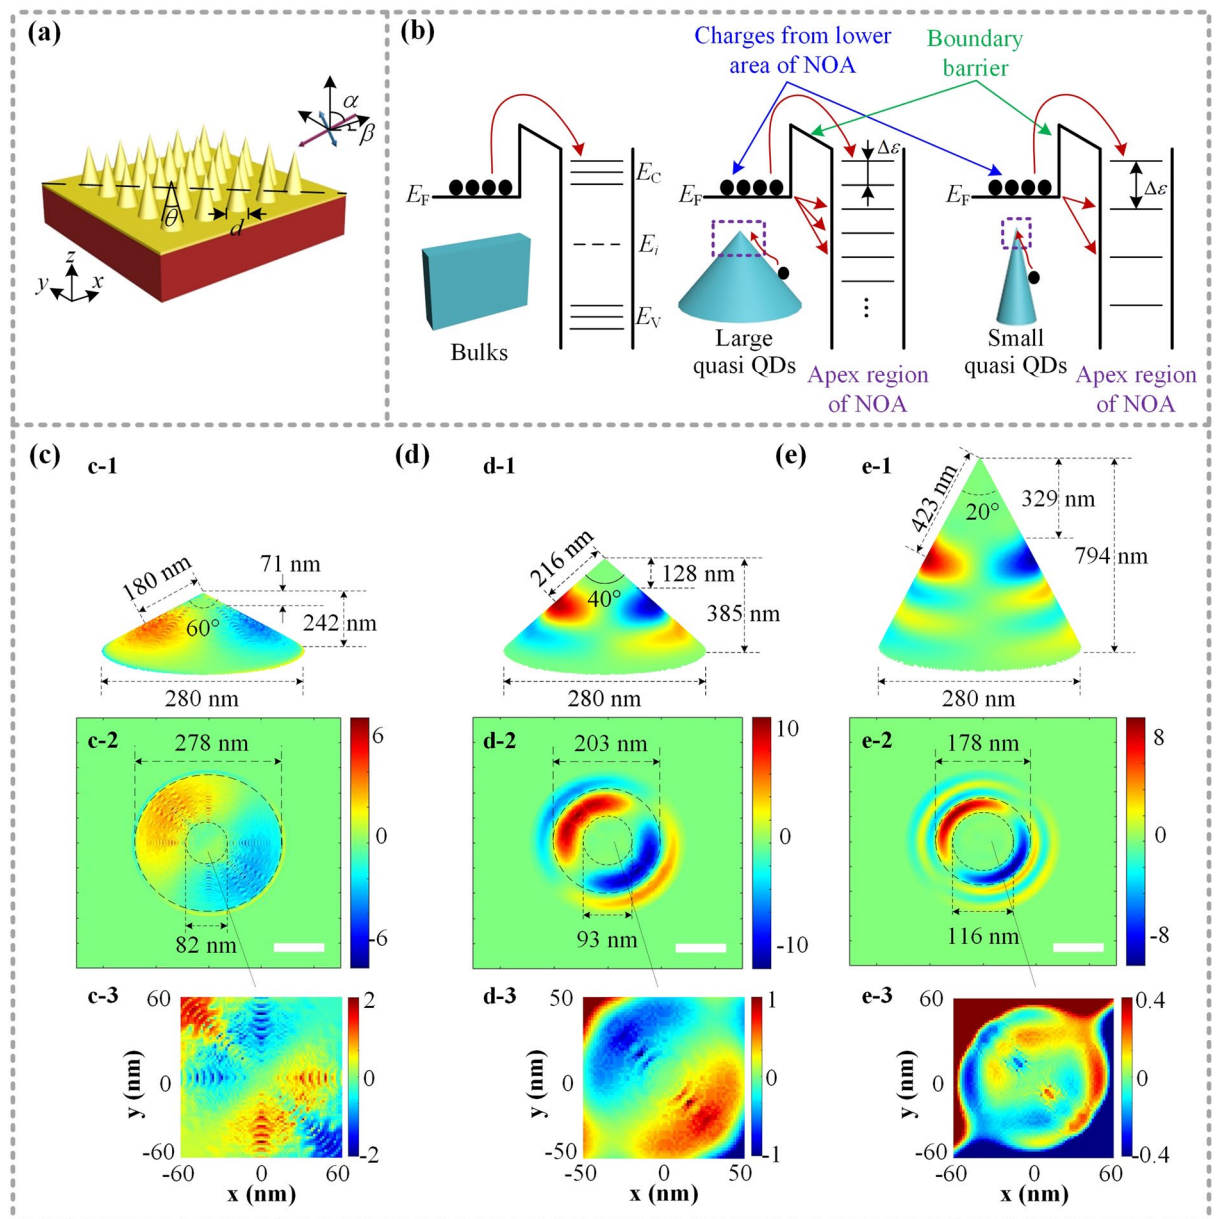 (a)
α
β
θ
d
z
y
x
(b)
Charges from lower
area of NOA
Boundary
barrier
E_F
E_C
E_i
E_V
Bulks
E_F
Δε
Large
quasi QDs
Apex region
of NOA
E_F
Δε
Small
quasi QDs
Apex region
of NOA
(c)
c-1
180 nm
71 nm
60°
242 nm
280 nm
(d)
d-1
216 nm
128 nm
40°
385 nm
280 nm
(e)
e-1
423 nm
329 nm
20°
794 nm
280 nm
c-2
278 nm
82 nm
6
0
-6
d-2
203 nm
93 nm
10
0
-10
e-2
178 nm
116 nm
8
0
-8
c-3
60
0
-60
y (nm)
-60
0
60
x (nm)
2
0
-2
d-3
50
0
-50
y (nm)
-50
0
50
x (nm)
1
0
-1
e-3
60
0
-60
y (nm)
-60
0
60
x (nm)
0.4
0
-0.4